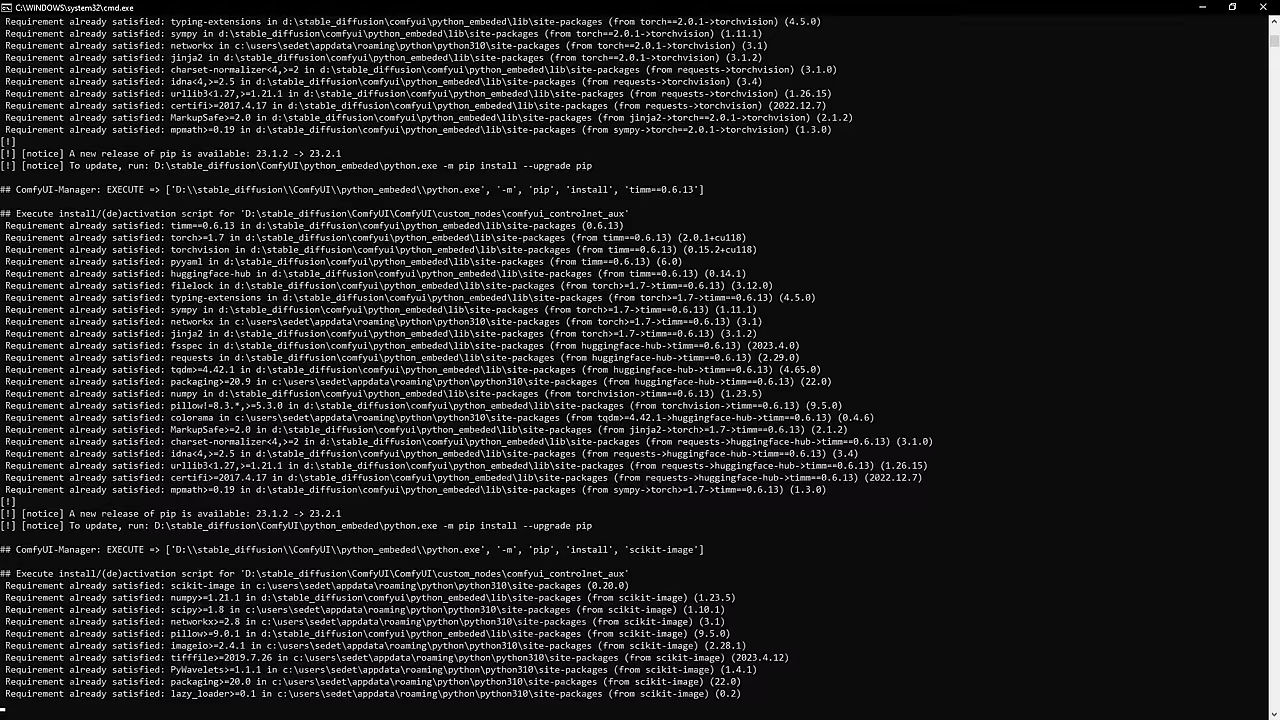 C:\WINDOWS\system32\cmd.exe
Requirement already satisfied: typing-extensions in d:\stable_diffusion\comfyui\python_embeded\lib\site-packages (from torch==2.0.1->torchvision) (4.5.0)
Requirement already satisfied: sympy in d:\stable_diffusion\comfyui\python_embeded\lib\site-packages (from torch==2.0.1->torchvision) (1.11.1)
Requirement already satisfied: networkx in c:\users\sedet\appdata\roaming\python\python310\site-packages (from torch==2.0.1->torchvision) (3.1)
Requirement already satisfied: jinja2 in d:\stable_diffusion\comfyui\python_embeded\lib\site-packages (from torch==2.0.1->torchvision) (3.1.2)
Requirement already satisfied: charset-normalizer<4,>=2 in d:\stable_diffusion\comfyui\python_embeded\lib\site-packages (from requests->torchvision) (3.1.0)
Requirement already satisfied: idna<4,>=2.5 in d:\stable_diffusion\comfyui\python_embeded\lib\site-packages (from requests->torchvision) (3.4)
Requirement already satisfied: urllib3<1.27,>=1.21.1 in d:\stable_diffusion\comfyui\python_embeded\lib\site-packages (from requests->torchvision) (1.26.15)
Requirement already satisfied: certifi>=2017.4.17 in d:\stable_diffusion\comfyui\python_embeded\lib\site-packages (from requests->torchvision) (2022.12.7)
Requirement already satisfied: MarkupSafe>=2.0 in d:\stable_diffusion\comfyui\python_embeded\lib\site-packages (from jinja2->torch==2.0.1->torchvision) (2.1.2)
Requirement already satisfied: mpmath>=0.19 in d:\stable_diffusion\comfyui\python_embeded\lib\site-packages (from sympy->torch==2.0.1->torchvision) (1.3.0)
[!]
[!] [notice] A new release of pip is available: 23.1.2 -> 23.2.1
[!] [notice] To update, run: D:\stable_diffusion\ComfyUI\python_embeded\python.exe -m pip install --upgrade pip
## ComfyUI-Manager: EXECUTE => ['D:\\stable_diffusion\\ComfyUI\\python_embeded\\python.exe', '-m', 'pip', 'install', 'timm==0.6.13']
## Execute install/(de)activation script for 'D:\stable_diffusion\ComfyUI\ComfyUI\custom_nodes\comfyui_controlnet_aux'
Requirement already satisfied: timm==0.6.13 in d:\stable_diffusion\comfyui\python_embeded\lib\site-packages (0.6.13)
Requirement already satisfied: torch>=1.7 in d:\stable_diffusion\comfyui\python_embeded\lib\site-packages (from timm==0.6.13) (2.0.1+cu118)
Requirement already satisfied: torchvision in d:\stable_diffusion\comfyui\python_embeded\lib\site-packages (from timm==0.6.13) (0.15.2+cu118)
Requirement already satisfied: pyyaml in d:\stable_diffusion\comfyui\python_embeded\lib\site-packages (from timm==0.6.13) (6.0)
Requirement already satisfied: huggingface-hub in d:\stable_diffusion\comfyui\python_embeded\lib\site-packages (from timm==0.6.13) (0.14.1)
Requirement already satisfied: filelock in d:\stable_diffusion\comfyui\python_embeded\lib\site-packages (from torch>=1.7->timm==0.6.13) (3.12.0)
Requirement already satisfied: typing-extensions in d:\stable_diffusion\comfyui\python_embeded\lib\site-packages (from torch>=1.7->timm==0.6.13) (4.5.0)
Requirement already satisfied: sympy in d:\stable_diffusion\comfyui\python_embeded\lib\site-packages (from torch>=1.7->timm==0.6.13) (1.11.1)
Requirement already satisfied: networkx in c:\users\sedet\appdata\roaming\python\python310\site-packages (from torch>=1.7->timm==0.6.13) (3.1)
Requirement already satisfied: jinja2 in d:\stable_diffusion\comfyui\python_embeded\lib\site-packages (from torch>=1.7->timm==0.6.13) (3.1.2)
Requirement already satisfied: fsspec in d:\stable_diffusion\comfyui\python_embeded\lib\site-packages (from huggingface-hub->timm==0.6.13) (2023.4.0)
Requirement already satisfied: requests in d:\stable_diffusion\comfyui\python_embeded\lib\site-packages (from huggingface-hub->timm==0.6.13) (2.29.0)
Requirement already satisfied: tqdm>=4.42.1 in d:\stable_diffusion\comfyui\python_embeded\lib\site-packages (from huggingface-hub->timm==0.6.13) (4.65.0)
Requirement already satisfied: packaging>=20.9 in c:\users\sedet\appdata\roaming\python\python310\site-packages (from huggingface-hub->timm==0.6.13) (22.0)
Requirement already satisfied: numpy in d:\stable_diffusion\comfyui\python_embeded\lib\site-packages (from torchvision->timm==0.6.13) (1.23.5)
Requirement already satisfied: pillow!=8.3.*,>=5.3.0 in d:\stable_diffusion\comfyui\python_embeded\lib\site-packages (from torchvision->timm==0.6.13) (9.5.0)
Requirement already satisfied: colorama in c:\users\sedet\appdata\roaming\python\python310\site-packages (from tqdm>=4.42.1->huggingface-hub->timm==0.6.13) (0.4.6)
Requirement already satisfied: MarkupSafe>=2.0 in d:\stable_diffusion\comfyui\python_embeded\lib\site-packages (from jinja2->torch>=1.7->timm==0.6.13) (2.1.2)
Requirement already satisfied: charset-normalizer<4,>=2 in d:\stable_diffusion\comfyui\python_embeded\lib\site-packages (from requests->huggingface-hub->timm==0.6.13) (3.1.0)
Requirement already satisfied: idna<4,>=2.5 in d:\stable_diffusion\comfyui\python_embeded\lib\site-packages (from requests->huggingface-hub->timm==0.6.13) (3.4)
Requirement already satisfied: urllib3<1.27,>=1.21.1 in d:\stable_diffusion\comfyui\python_embeded\lib\site-packages (from requests->huggingface-hub->timm==0.6.13) (1.26.15)
Requirement already satisfied: certifi>=2017.4.17 in d:\stable_diffusion\comfyui\python_embeded\lib\site-packages (from requests->huggingface-hub->timm==0.6.13) (2022.12.7)
Requirement already satisfied: mpmath>=0.19 in d:\stable_diffusion\comfyui\python_embeded\lib\site-packages (from sympy->torch>=1.7->timm==0.6.13) (1.3.0)
[!]
[!] [notice] A new release of pip is available: 23.1.2 -> 23.2.1
[!] [notice] To update, run: D:\stable_diffusion\ComfyUI\python_embeded\python.exe -m pip install --upgrade pip
## ComfyUI-Manager: EXECUTE => ['D:\\stable_diffusion\\ComfyUI\\python_embeded\\python.exe', '-m', 'pip', 'install', 'scikit-image']
## Execute install/(de)activation script for 'D:\stable_diffusion\ComfyUI\ComfyUI\custom_nodes\comfyui_controlnet_aux'
Requirement already satisfied: scikit-image in c:\users\sedet\appdata\roaming\python\python310\site-packages (0.20.0)
Requirement already satisfied: numpy>=1.21.1 in d:\stable_diffusion\comfyui\python_embeded\lib\site-packages (from scikit-image) (1.23.5)
Requirement already satisfied: scipy>=1.8 in c:\users\sedet\appdata\roaming\python\python310\site-packages (from scikit-image) (1.10.1)
Requirement already satisfied: networkx>=2.8 in c:\users\sedet\appdata\roaming\python\python310\site-packages (from scikit-image) (3.1)
Requirement already satisfied: pillow>=9.0.1 in d:\stable_diffusion\comfyui\python_embeded\lib\site-packages (from scikit-image) (9.5.0)
Requirement already satisfied: imageio>=2.4.1 in c:\users\sedet\appdata\roaming\python\python310\site-packages (from scikit-image) (2.28.1)
Requirement already satisfied: tifffile>=2019.7.26 in c:\users\sedet\appdata\roaming\python\python310\site-packages (from scikit-image) (2023.4.12)
Requirement already satisfied: PyWavelets>=1.1.1 in c:\users\sedet\appdata\roaming\python\python310\site-packages (from scikit-image) (1.4.1)
Requirement already satisfied: packaging>=20.0 in c:\users\sedet\appdata\roaming\python\python310\site-packages (from scikit-image) (22.0)
Requirement already satisfied: lazy_loader>=0.1 in c:\users\sedet\appdata\roaming\python\python310\site-packages (from scikit-image) (0.2)